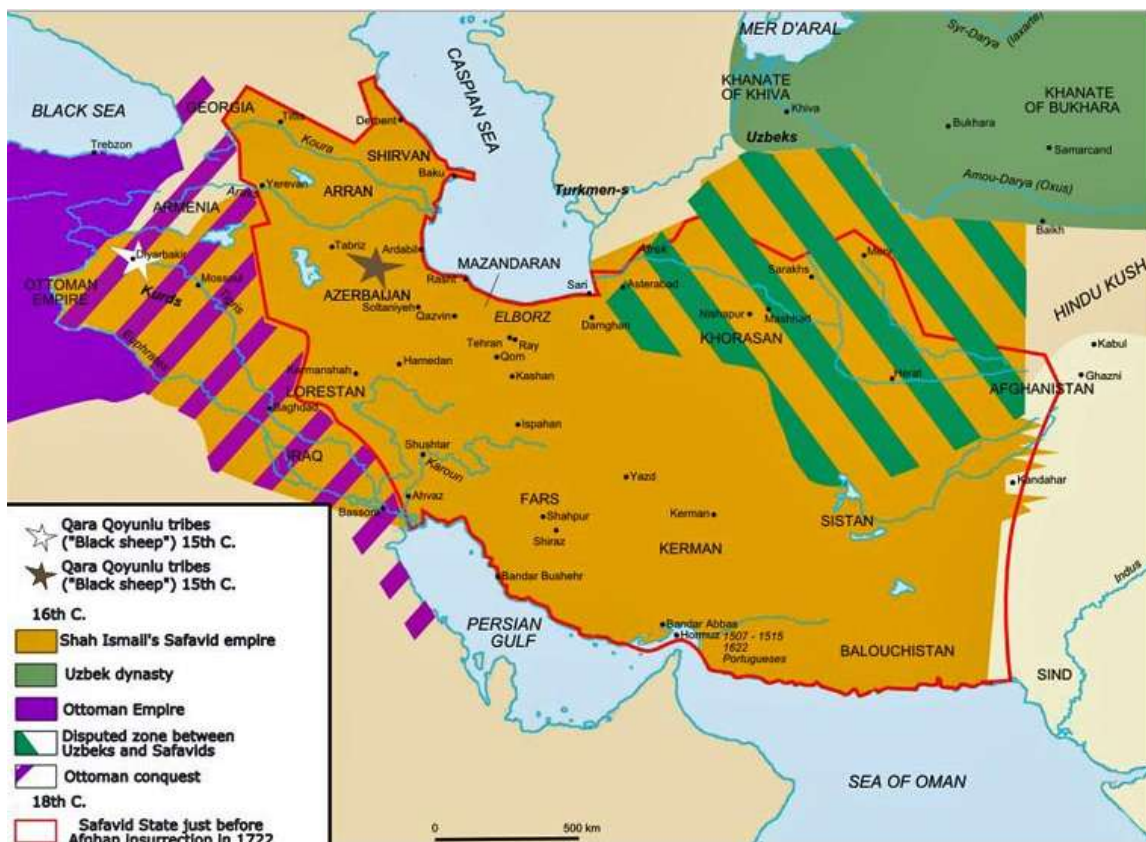 MER D'ARAL
Syr-Darya (Iaxarte)
BLACK SEA
CASPIAN SEA
GEORGIA
KHANATE
OF KHIVA
KHANATE
OF BUKHARA
Khiva
Tiflis
Derbent
Bukhara
Trebzon
Koura
SHIRVAN
Uzbeks
Samarcand
Baku
Yerevan
ARRAN
Turkmen-s
Amou-Darya (Oxus)
ARMENIA
Balkh
Diyarbakir
Tabriz
Ardabil
MAZANDARAN
Atrek
Merv
OTTOMAN
EMPIRE
Kurds
Mossoul
Tigris
AZERBAIJAN
Rasht
Sari
Asterabad
Sarakhs
HINDU KUSH
Soltaniyeh
Qazvin
ELBORZ
Damghan
Nishapur
Mashhad
KHORASAN
Euphrates
Tehran
Ray
Qom
Kabul
Hamedan
Kermanshah
Kashan
Herat
Ghazni
AFGHANISTAN
LORESTAN
Baghdad
Ispahan
IRAQ
Shushtar
Karoun
Yazd
Kandahar
Ahvaz
FARS
Bassora
Shahpur
Kerman
SISTAN
Shiraz
KERMAN
Bandar Bushehr
Indus
PERSIAN
GULF
Bandar Abbas
Hormuz
1507 - 1515
1622
Portugueses
BALOUCHISTAN
SIND
SEA OF OMAN
0
500 km
Qara Qoyunlu tribes
("Black sheep") 15th C.
Qara Qoyunlu tribes
("Black sheep") 15th C.
16th C.
Shah Ismail's Safavid empire
Uzbek dynasty
Ottoman Empire
Disputed zone between
Uzbeks and Safavids
Ottoman conquest
18th C.
Safavid State just before
Afghan insurrection in 1722